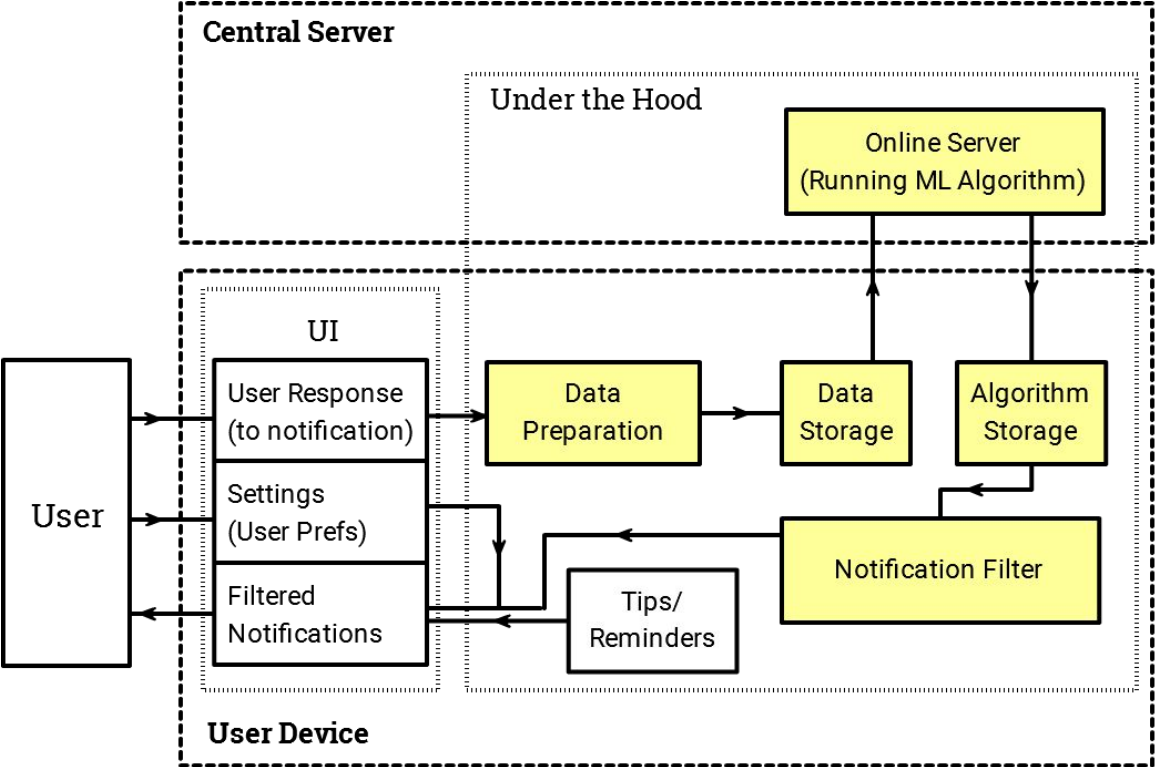 Central Server
Under the Hood
Online Server
(Running ML Algorithm)
UI
User Response
(to notification)
Data
Preparation
Data
Storage
Algorithm
Storage
User
Settings
(User Prefs)
Notification Filter
Filtered
Notifications
Tips/
Reminders
User Device